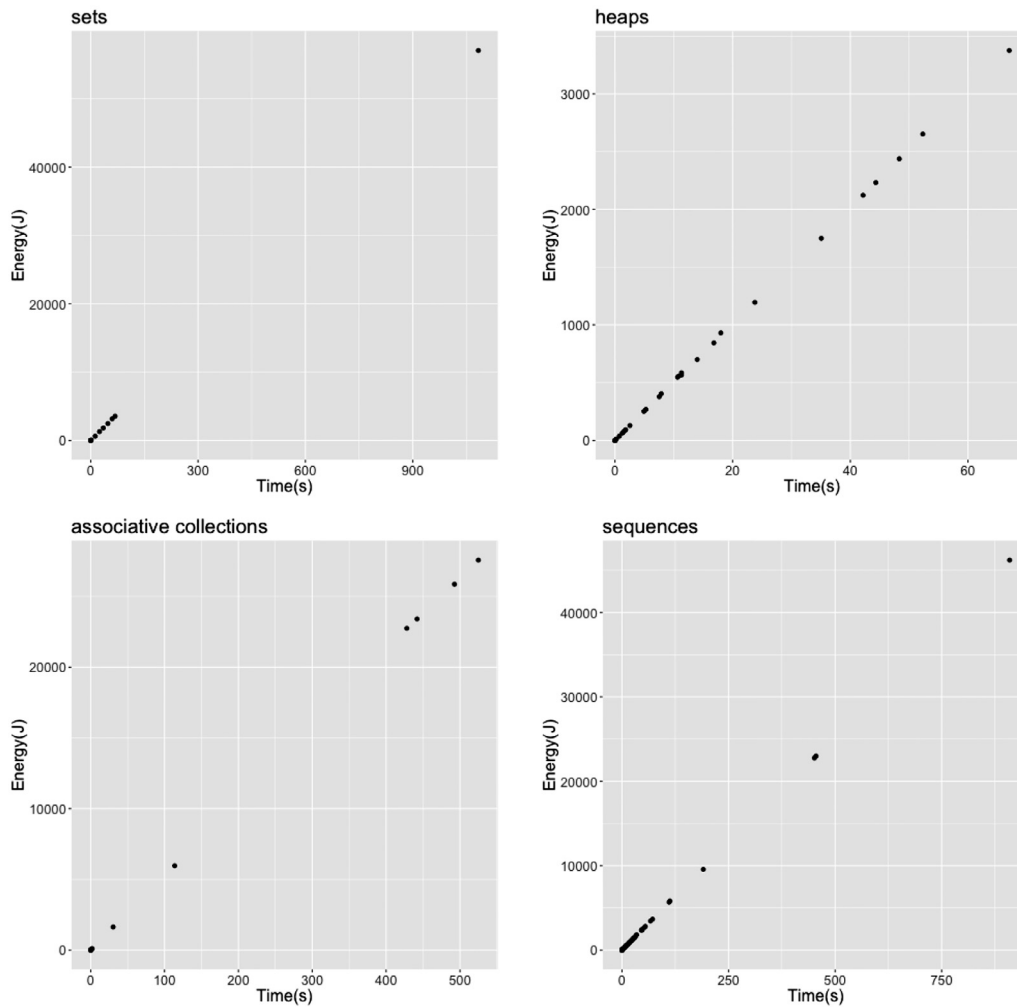 sets
Energy(J)
40000
20000
0
0 300 600 900
Time(s)
heaps
Energy(J)
3000
2000
1000
0
0 20 40 60
Time(s)
associative collections
Energy(J)
20000
10000
0
0 100 200 300 400 500
Time(s)
sequences
Energy(J)
40000
30000
20000
10000
0
0 250 500 750
Time(s)